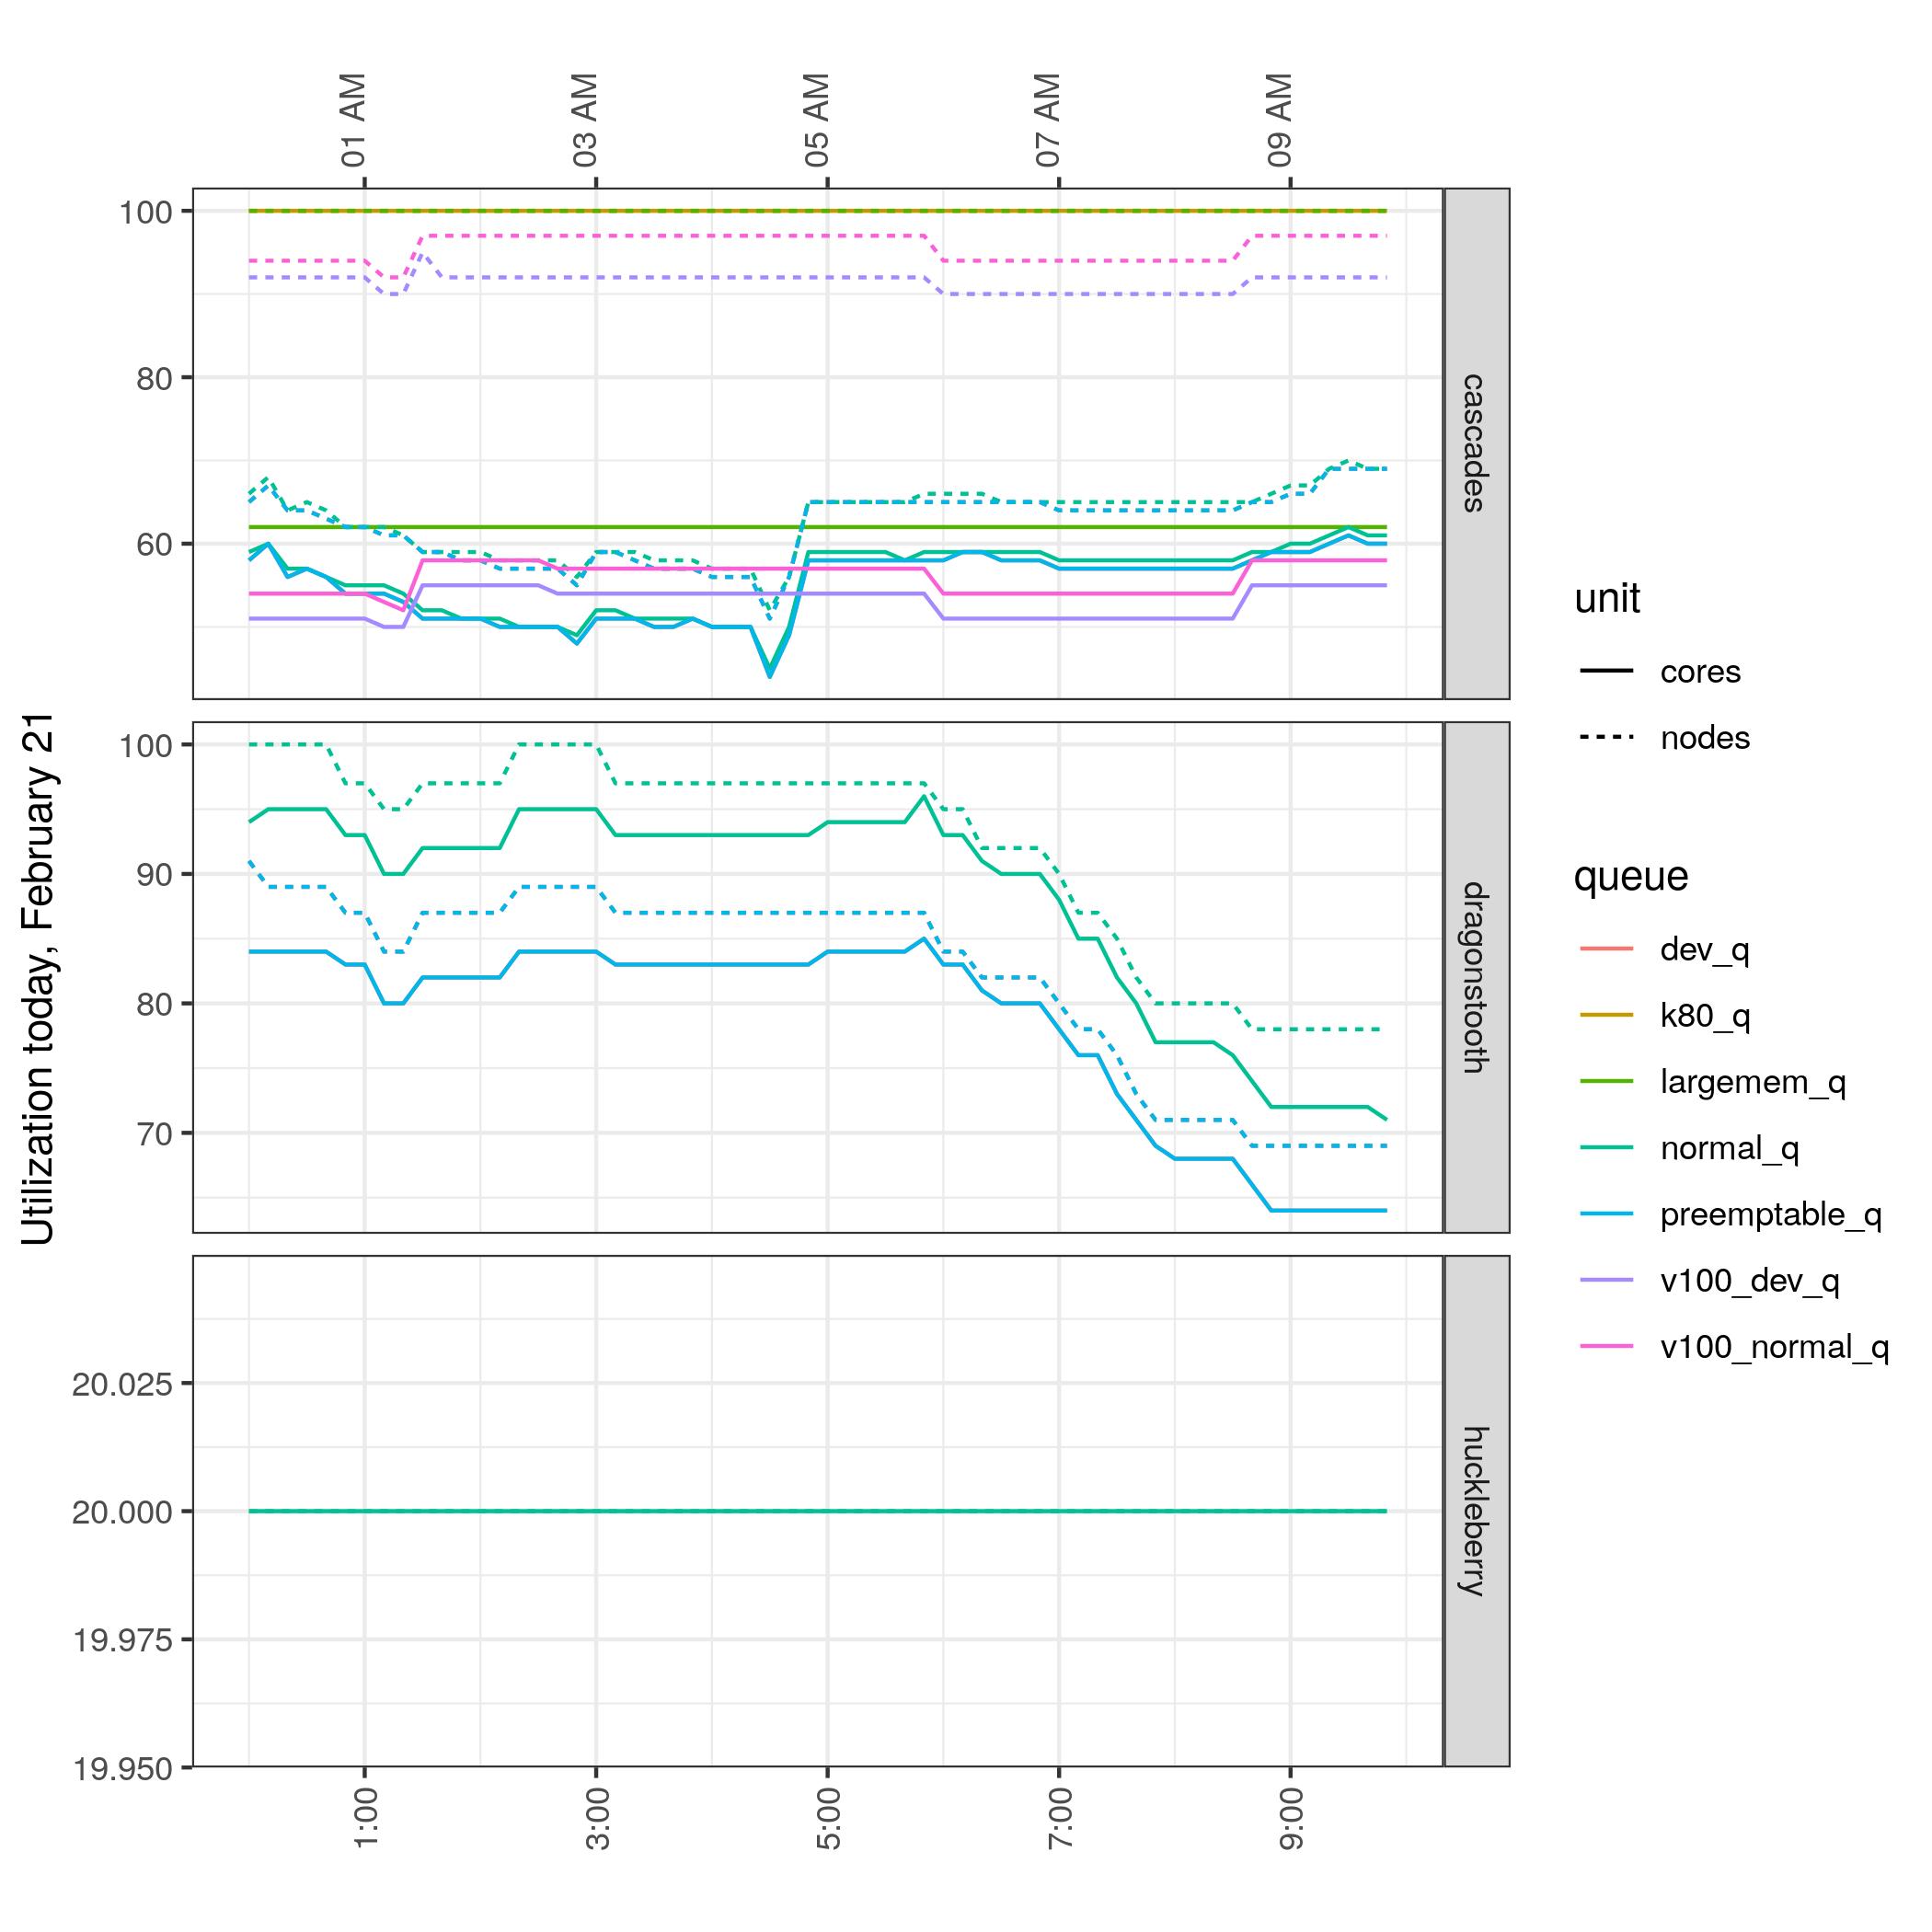 01 AM
03 AM
05 AM
07 AM
09 AM
Utilization today, February 21
100
80
60
cascades
100
90
80
70
dragonstooth
20.025
20.000
19.975
19.950
huckleberry
1:00
3:00
5:00
7:00
9:00
unit
cores
nodes
queue
dev_q
k80_q
largemem_q
normal_q
preemptable_q
v100_dev_q
v100_normal_q